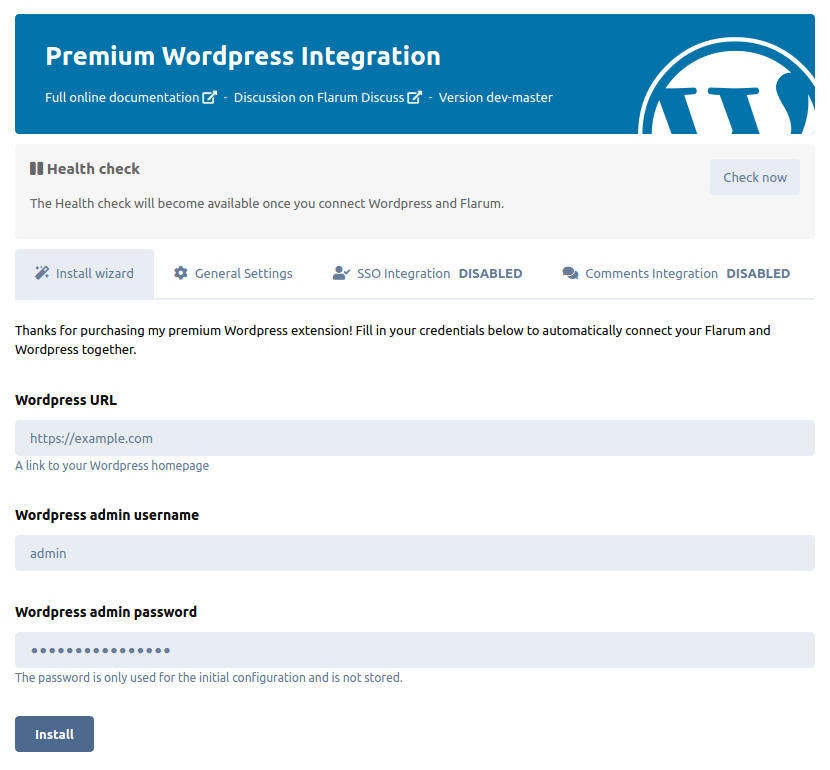 Premium Wordpress Integration
Full online documentation - Discussion on Flarum Discuss - Version dev-master
Health check
Check now
The Health check will become available once you connect Wordpress and Flarum.
Install wizard General Settings SSO Integration DISABLED Comments Integration DISABLED
Thanks for purchasing my premium Wordpress extension! Fill in your credentials below to automatically connect your Flarum and
Wordpress together.
Wordpress URL
https://example.com
A link to your Wordpress homepage
Wordpress admin username
admin
Wordpress admin password
••••••••••••••••
The password is only used for the initial configuration and is not stored.
Install